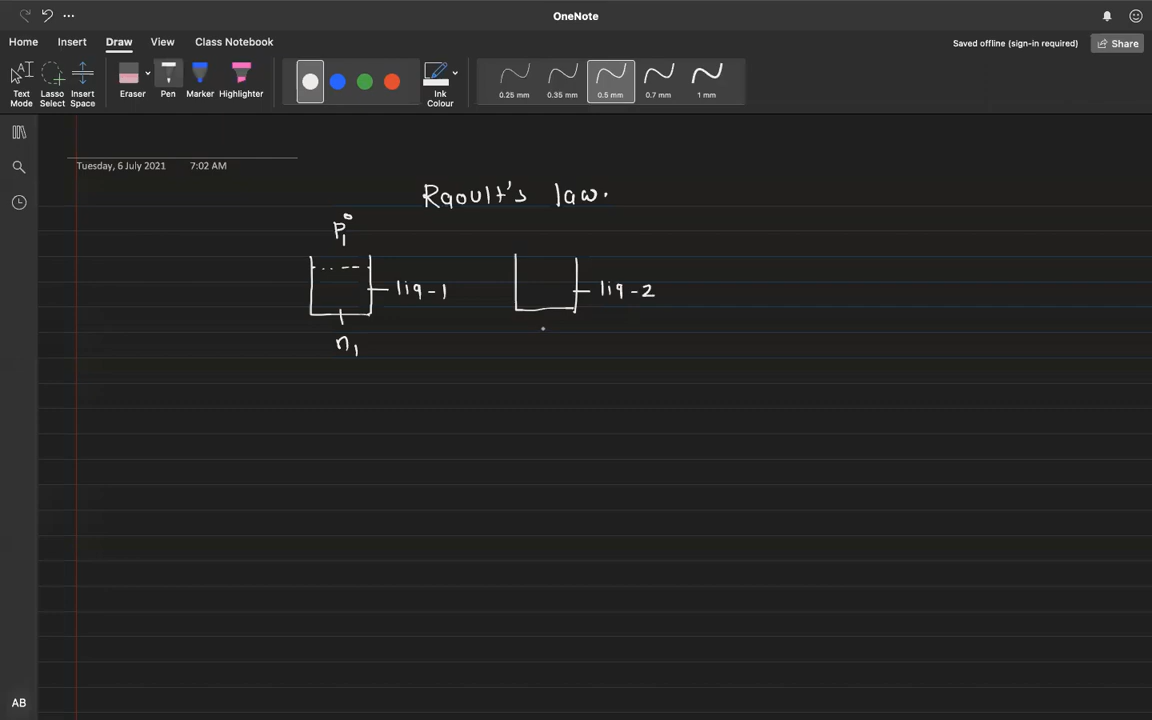 OneNote
Home Insert Draw View Class Notebook
Saved offline (sign-in required) Share
Text Mode Lasso Select Insert Space Eraser Pen Marker Highlighter Ink Colour 0.25 mm 0.35 mm 0.5 mm 0.7 mm 1 mm
Tuesday, 6 July 2021 7:02 AM
Raoult's law.
P₁⁰
liq-1 liq-2
n₁
AB